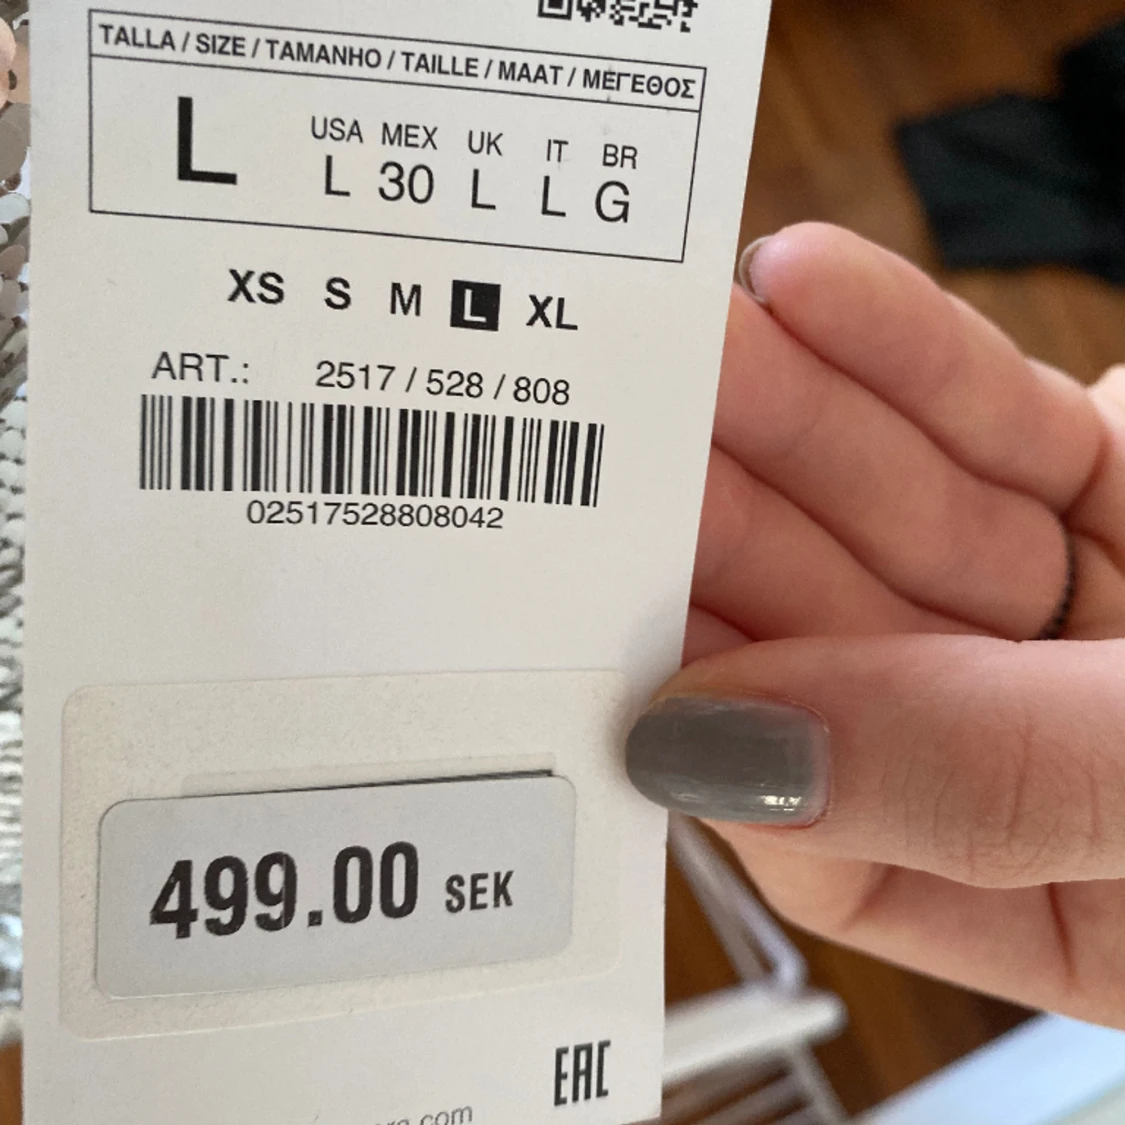 TALLA / SIZE / TAMANHO / TAILLE / MAAT / ΜΕΓΕΘΟΣ
USA MEX UK IT BR
L L 30 L L G
XS S M L XL
ART.: 2517 / 528 / 808
02517528808042
499.00 SEK
EAC